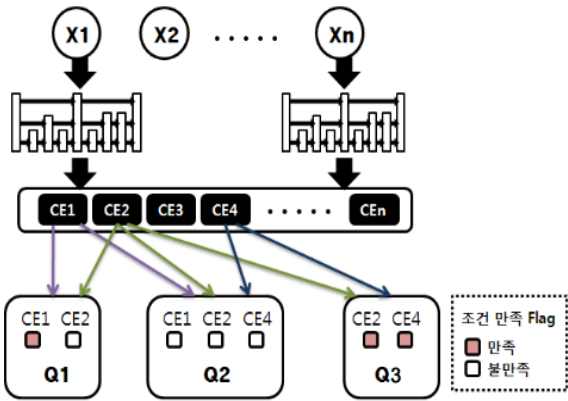 X1 X2 ····· Xn
CE1 CE2 CE3 CE4 ····· CEn
CE1 CE2 CE1 CE2 CE4 CE2 CE4
Q1 Q2 Q3
조건 만족 Flag
만족
불만족